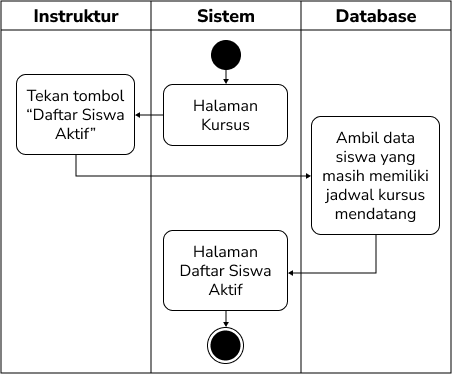 Instruktur
Sistem
Database
Tekan tombol
“Daftar Siswa
Aktif”
Halaman
Kursus
Ambil data
siswa yang
masih memiliki
jadwal kursus
mendatang
Halaman
Daftar Siswa
Aktif